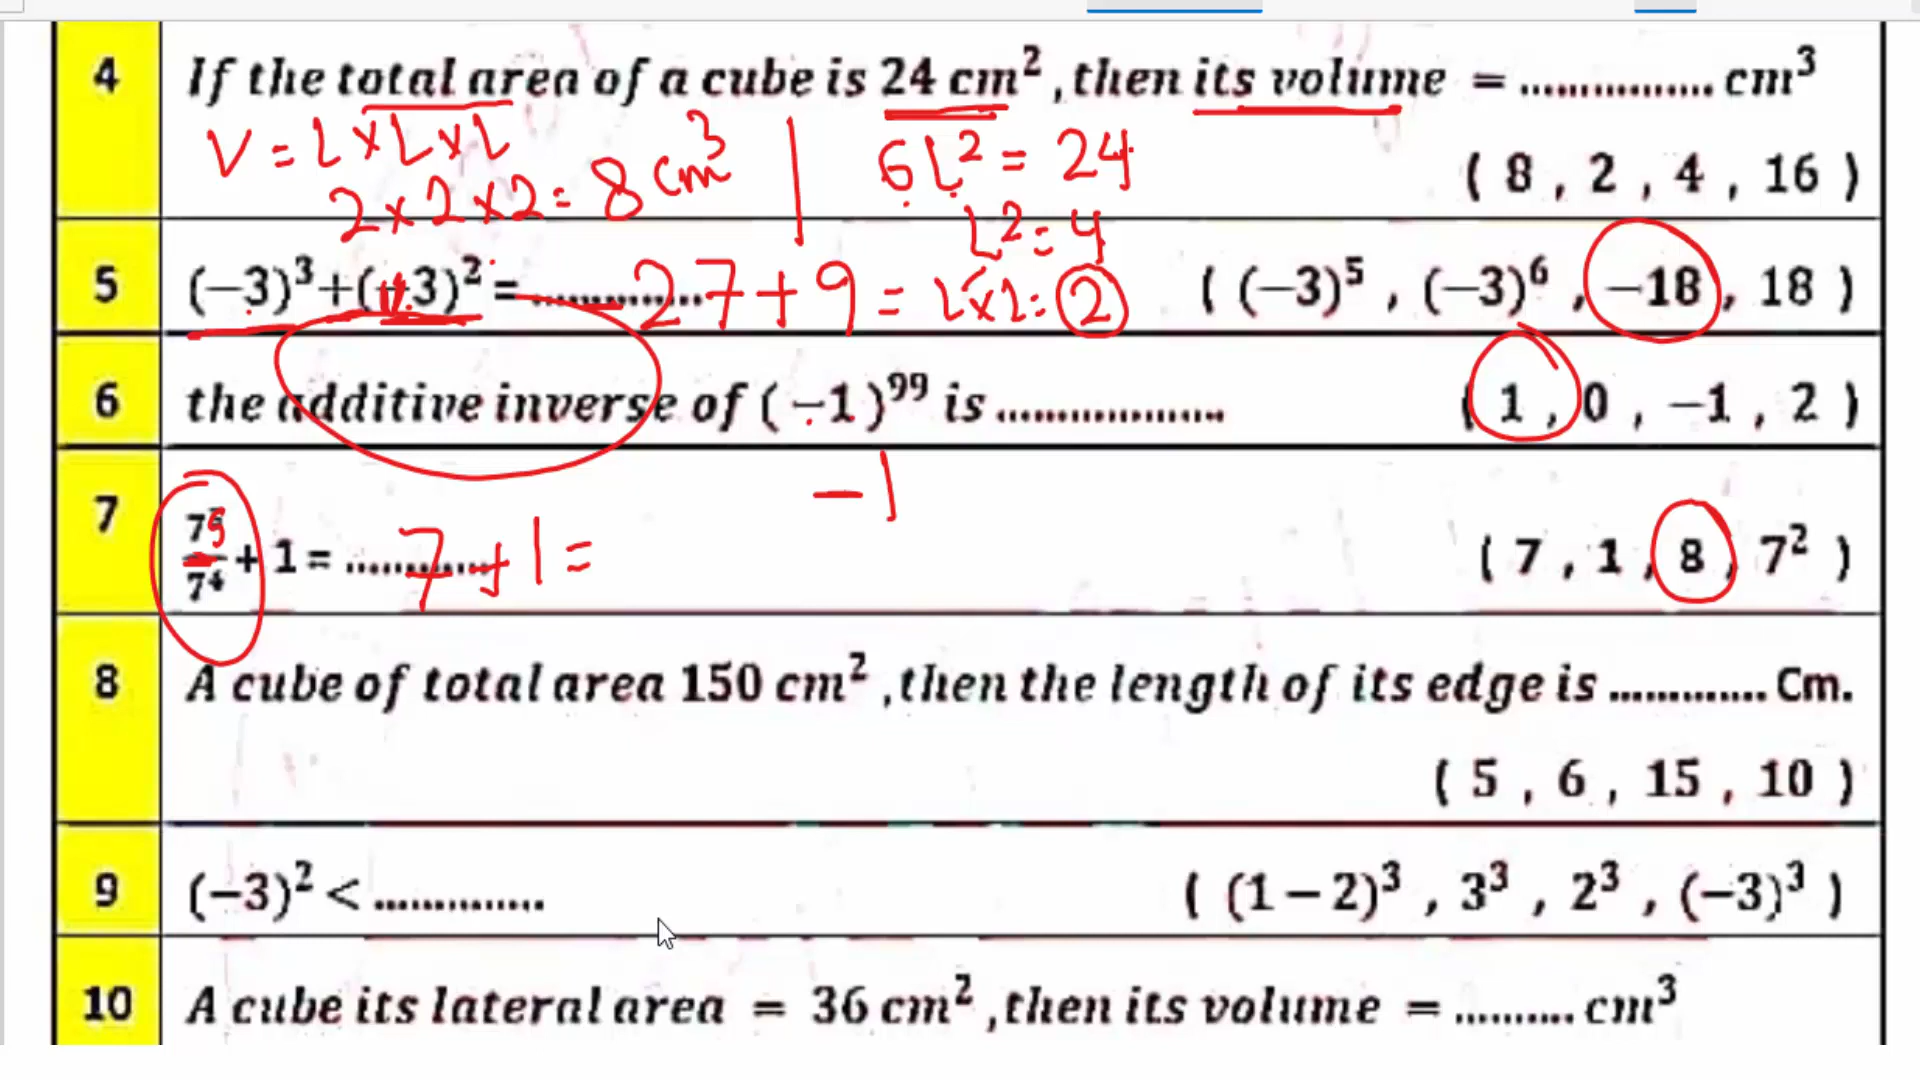 4 If the total area of a cube is 24 cm², then its volume = ................ cm³
V = L × L × L
2 × 2 × 2 = 8 cm³
6L² = 24
( 8 , 2 , 4 , 16 )
L² = 4
5 (−3)³ + (−3)² = ............ ( (−3)⁵ , (−3)⁶ , −18 , 18 )
− 27 + 9 = L × L = 2
6 the additive inverse of (−1)⁹⁹ is .................. ( 1 , 0 , −1 , 2 )
−1
7 7⁵/7⁴ + 1 = ............ ( 7 , 1 , 8 , 7² )
7 + 1 =
8 A cube of total area 150 cm², then the length of its edge is ............. Cm.
( 5 , 6 , 15 , 10 )
9 (−3)² < .............. ( (1 − 2)³ , 3³ , 2³ , (−3)³ )
10 A cube its lateral area = 36 cm², then its volume = .......... cm³